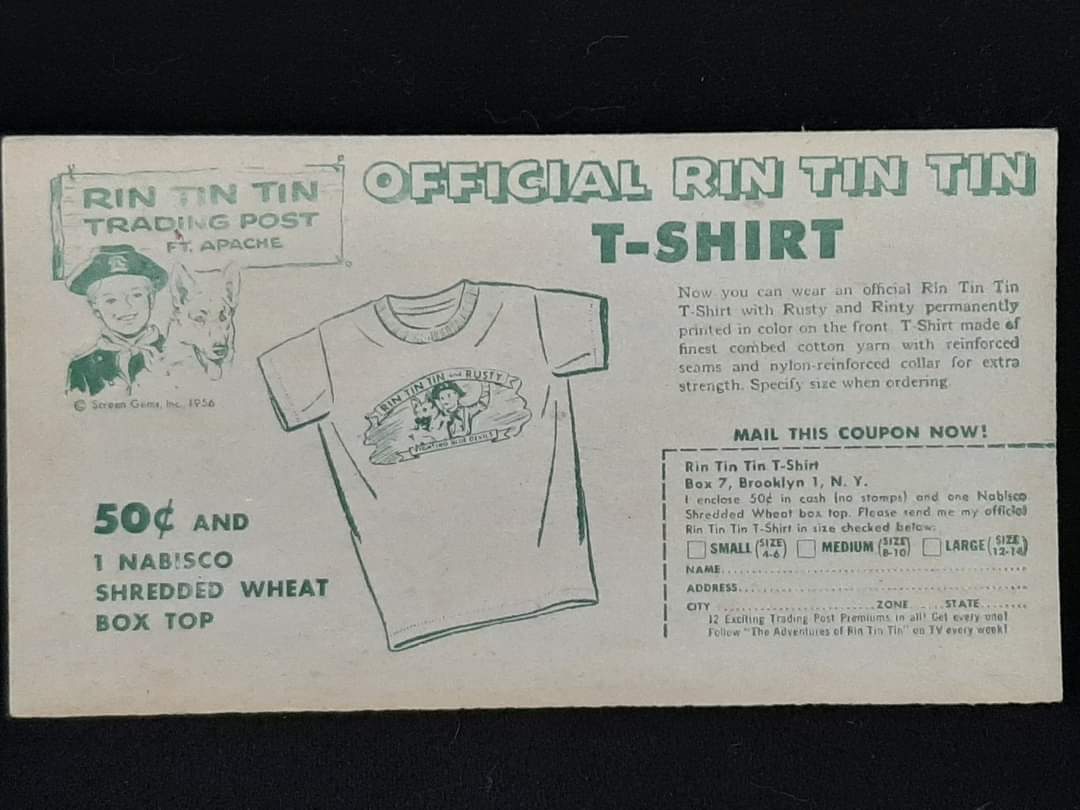 RIN TIN TIN
TRADING POST
FT. APACHE
© Screen Gems, Inc. 1956
OFFICIAL RIN TIN TIN
T-SHIRT
Now you can wear an official Rin Tin Tin
T-Shirt with Rusty and Rinty permanently
printed in color on the front. T-Shirt made of
finest combed cotton yarn with reinforced
seams and nylon-reinforced collar for extra
strength. Specify size when ordering.
RIN TIN TIN and RUSTY
FIGHTING BLUE DEVILS
50¢ AND
1 NABISCO
SHREDDED WHEAT
BOX TOP
MAIL THIS COUPON NOW!
Rin Tin Tin T-Shirt
Box 7, Brooklyn 1, N. Y.
I enclose 50¢ in cash (no stamps) and one Nabisco
Shredded Wheat box top. Please send me my official
Rin Tin Tin T-Shirt in size checked below:
SMALL (SIZE 4-6) MEDIUM (SIZE 8-10) LARGE (SIZE 12-14)
NAME
ADDRESS
CITY ZONE STATE
12 Exciting Trading Post Premiums in all! Get every one!
Follow "The Adventures of Rin Tin Tin" on TV every week!